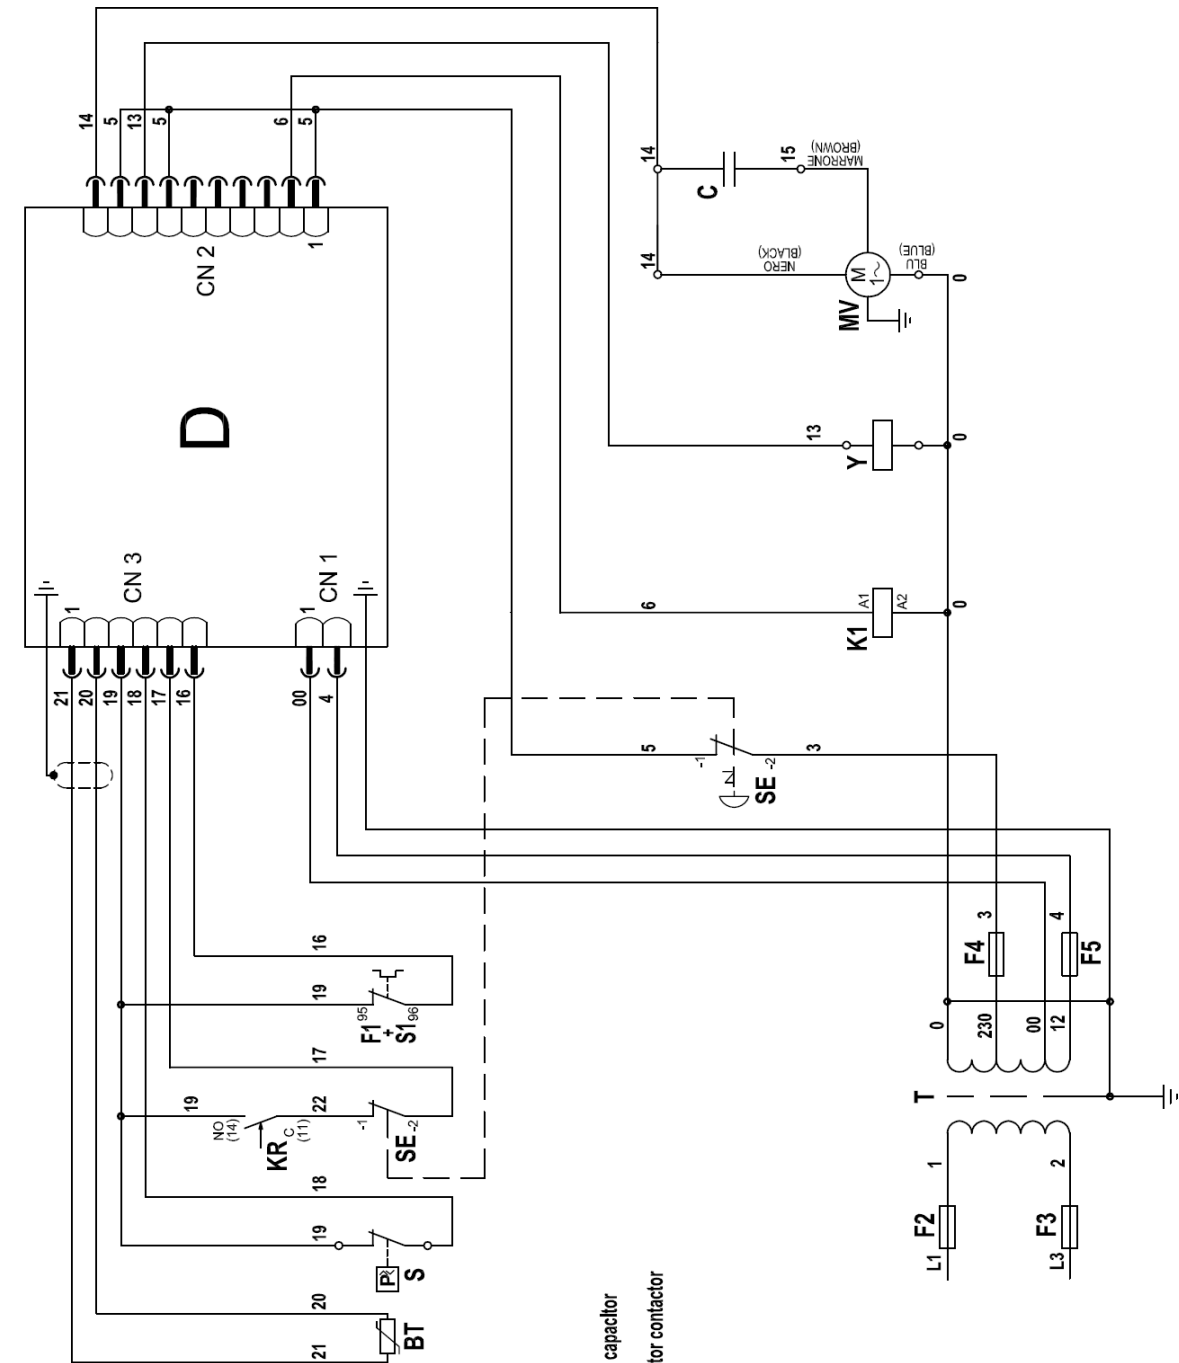 14
5
13
5
6
5
CN 2
1
D
CN 3
1
CN 1
1
21
20
19
18
17
16
00
4
14
C
15
MARRONE
(BROWN)
14
NERO
(BLACK)
M
1~
MV
BLU
(BLUE)
0
13
Y
0
6
A1
K1
A2
0
5
-1
SE
-2
3
3
F4
4
F5
0
230
00
12
T
1
2
F2
F3
L1
L3
16
19
95
F1
+
S1
96
17
19
NO
(14)
KR
C
(11)
22
-1
SE
-2
18
19
P
S
20
21
BT
capacitor
tor contactor